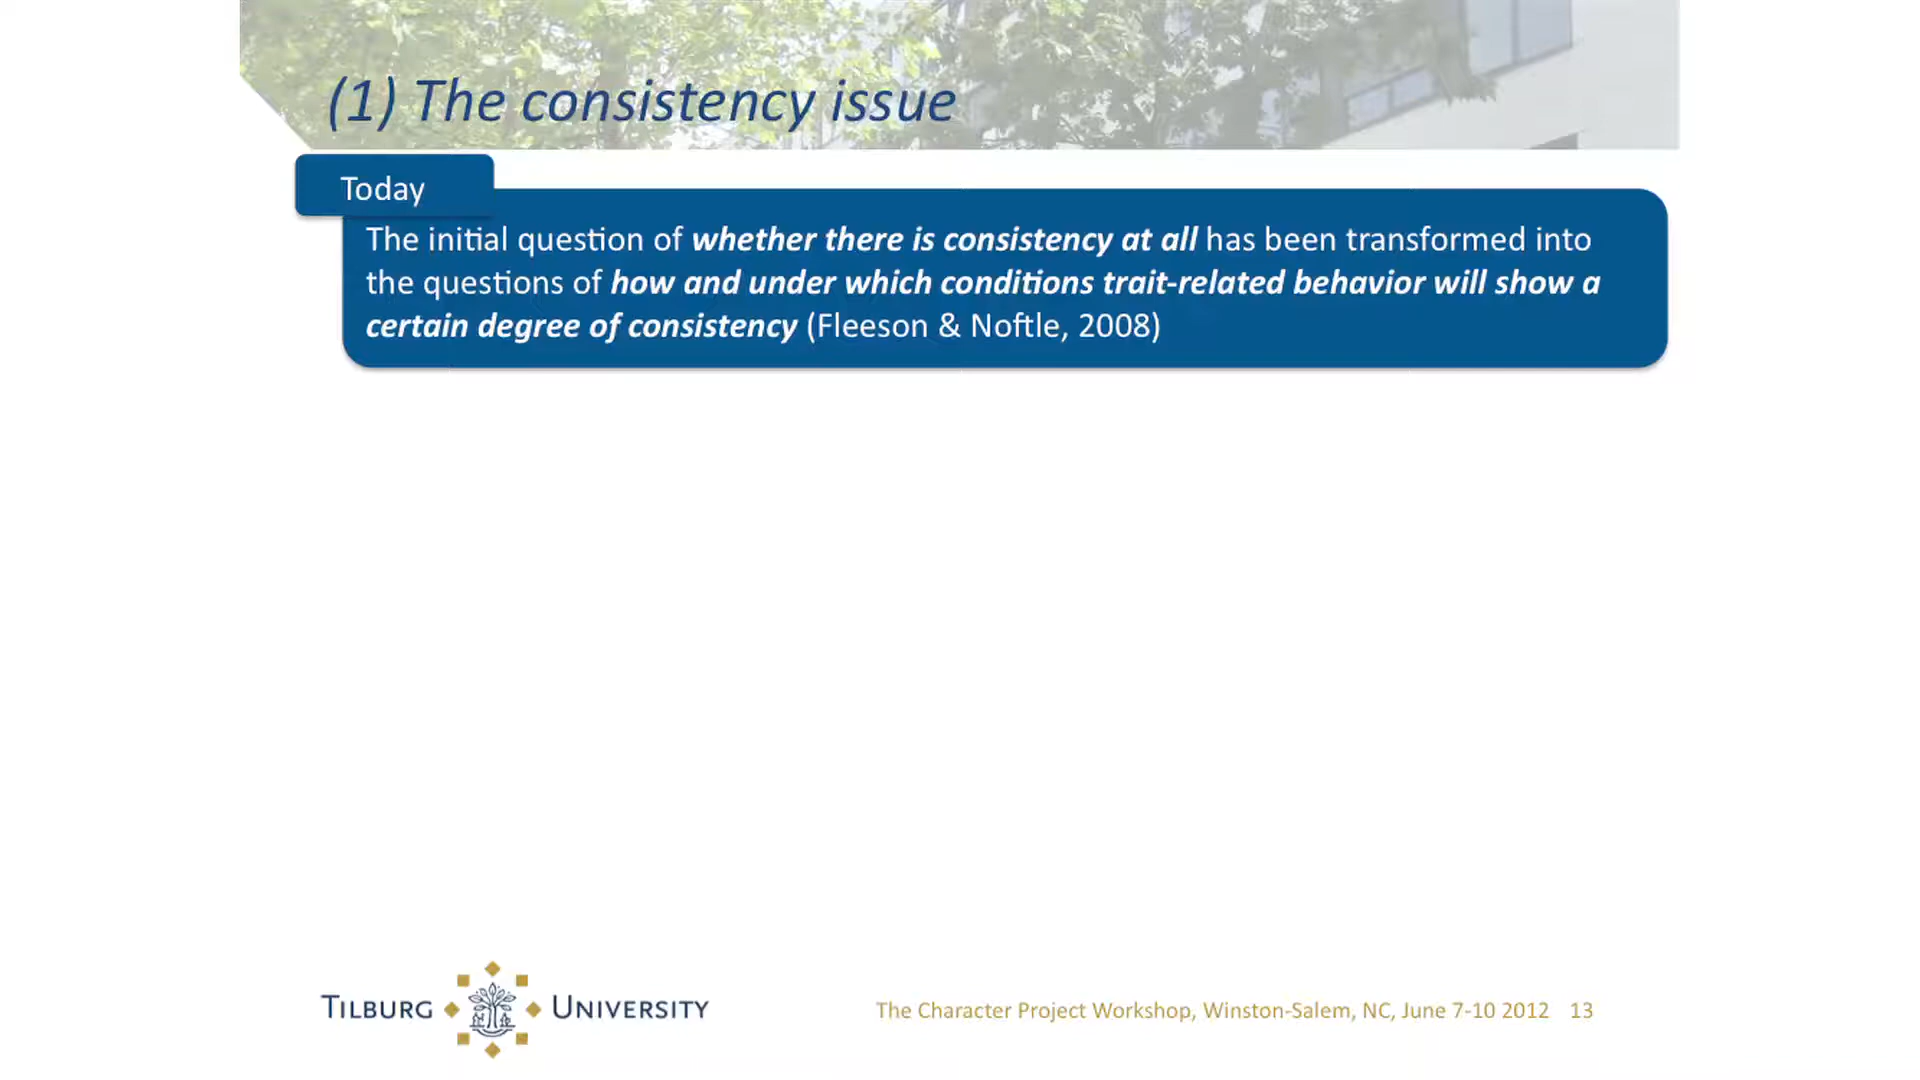 (1) The consistency issue
Today
The initial question of whether there is consistency at all has been transformed into
the questions of how and under which conditions trait-related behavior will show a
certain degree of consistency (Fleeson & Noftle, 2008)
TILBURG UNIVERSITY
The Character Project Workshop, Winston-Salem, NC, June 7-10 2012 13